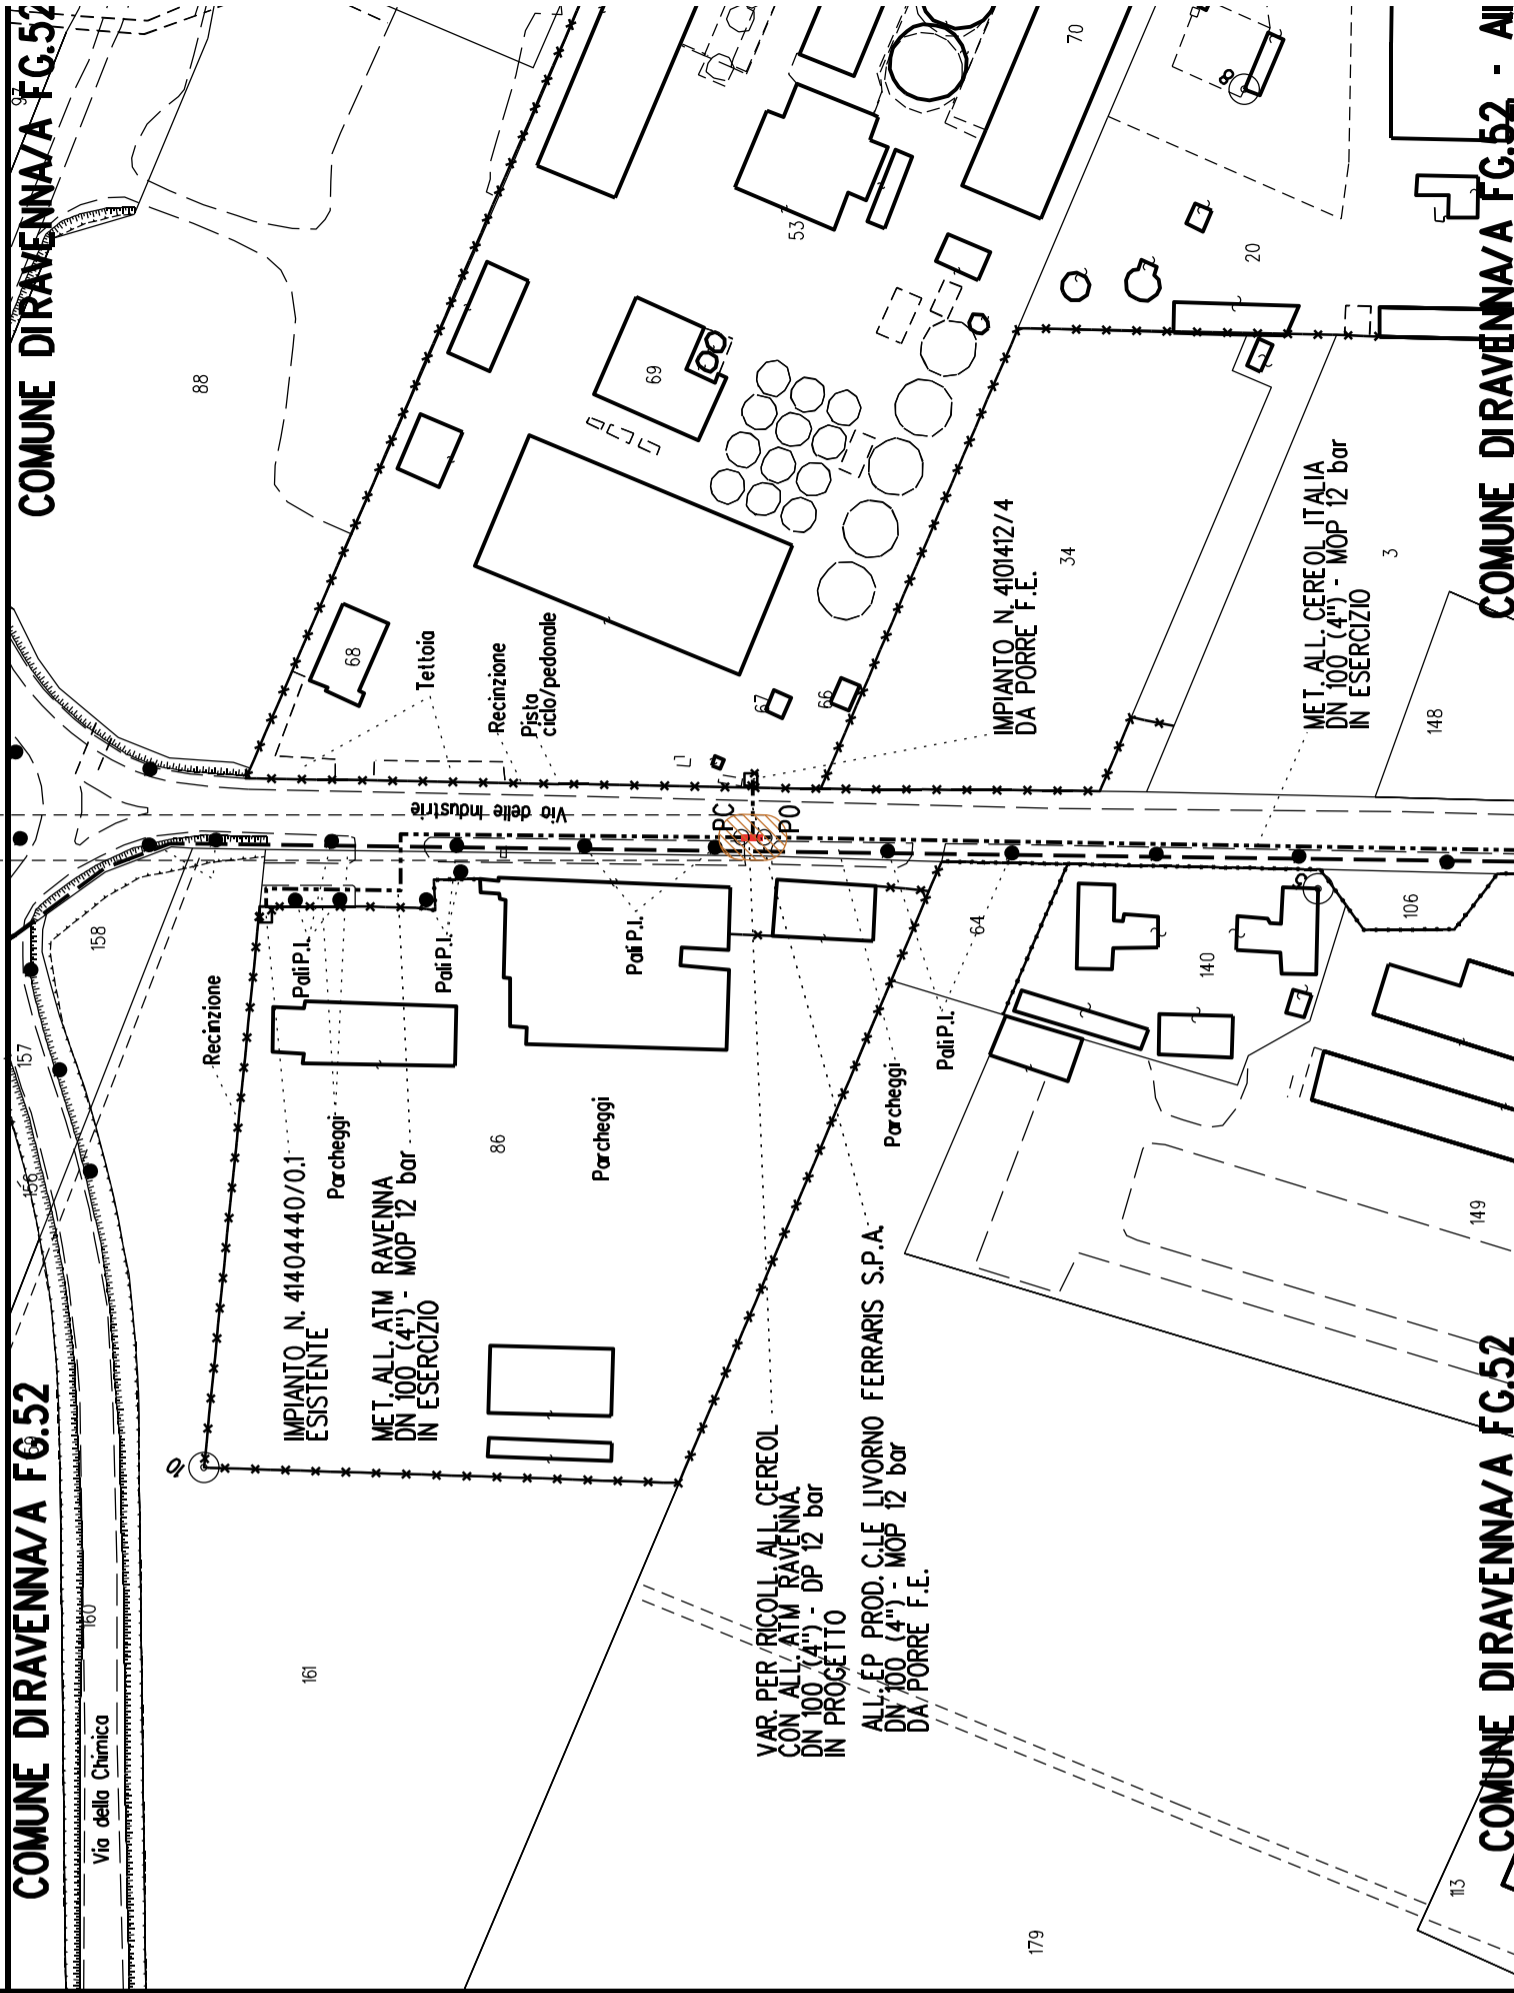 COMUNE DI RAVENNA/A FG.52
COMUNE DI RAVENNA/A FG.52
COMUNE DI RAVENNA/A FG.52
COMUNE DI RAVENNA/A FG.52 - All
97
88
53
70
8
20
69
68
67
66
34
3
148
Tettoia
Recinzione
Pista
ciclo/pedonale
IMPIANTO N. 4101412/4
DA PORRE F.E.
MET. ALL. CEREOL ITALIA
DN 100 (4") - MOP 12 bar
IN ESERCIZIO
Via delle Industrie
PC
PO
158
157
156
160
Via della Chimica
10
161
86
64
140
106
149
113
179
Recinzione
Pali P.I.
Pali P.I.
Pali P.I.
Pali P.I.
Parcheggi
Parcheggi
Parcheggi
IMPIANTO N. 4140440/0.1
ESISTENTE
MET. ALL. ATM RAVENNA
DN 100 (4") - MOP 12 bar
IN ESERCIZIO
VAR. PER RICOLL. ALL. CEREOL
CON ALL. ATM RAVENNA
DN 100 (4") - DP 12 bar
IN PROGETTO
ALL. EP PROD. C.LE LIVORNO FERRARIS S.P.A.
DN 100 (4") - MOP 12 bar
DA PORRE F.E.